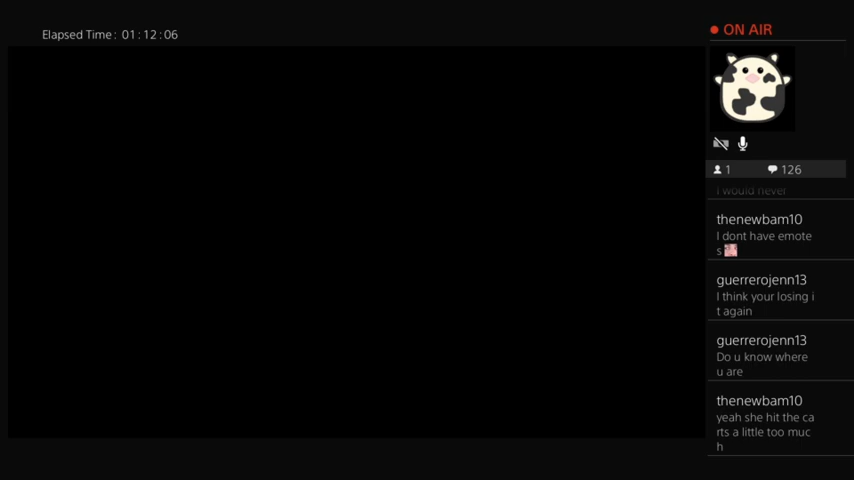 Elapsed Time: 01:12:06
ON AIR
1 126
I would never
thenewbam10
I dont have emote
s
guerrerojenn13
I think your losing i
t again
guerrerojenn13
Do u know where
u are
thenewbam10
yeah she hit the ca
rts a little too muc
h